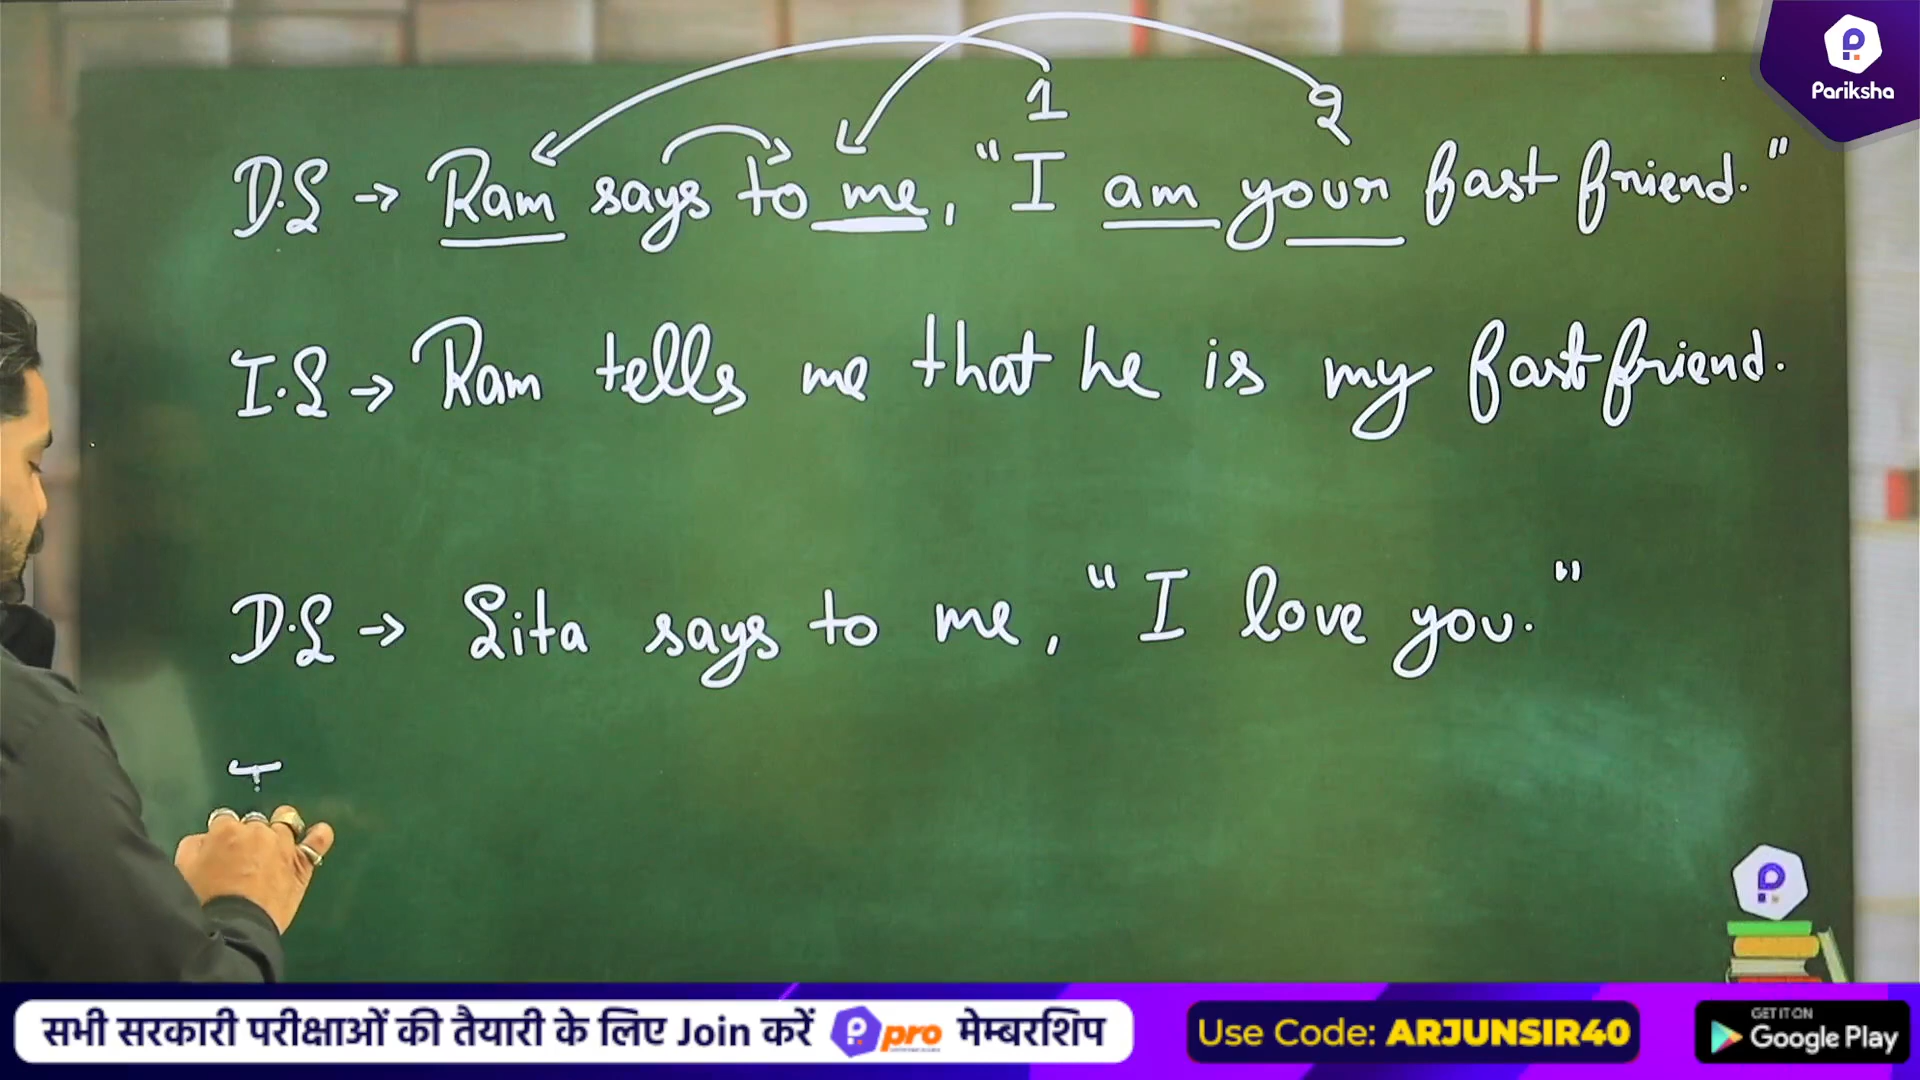 1 2
D.S → Ram says to me, "I am your fast friend."
I.S → Ram tells me that he is my fast friend.
D.S → Sita says to me, "I love you."
Pariksha
सभी सरकारी परीक्षाओं की तैयारी के लिए Join करें pro मेम्बरशिप
Use Code: ARJUNSIR40
GET IT ON
Google Play